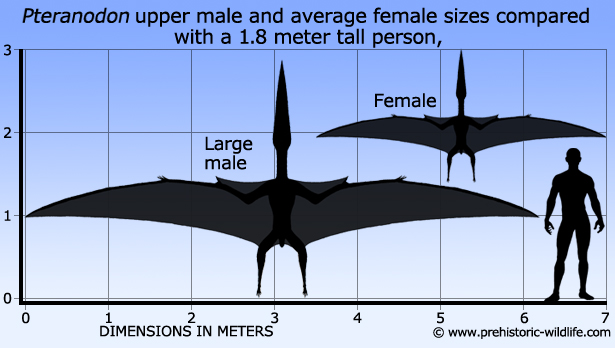 Pteranodon upper male and average female sizes compared
with a 1.8 meter tall person,
3
Female
2
Large
male
1
0
0 1 2 3 4 5 6 7
DIMENSIONS IN METERS
© www.prehistoric-wildlife.com